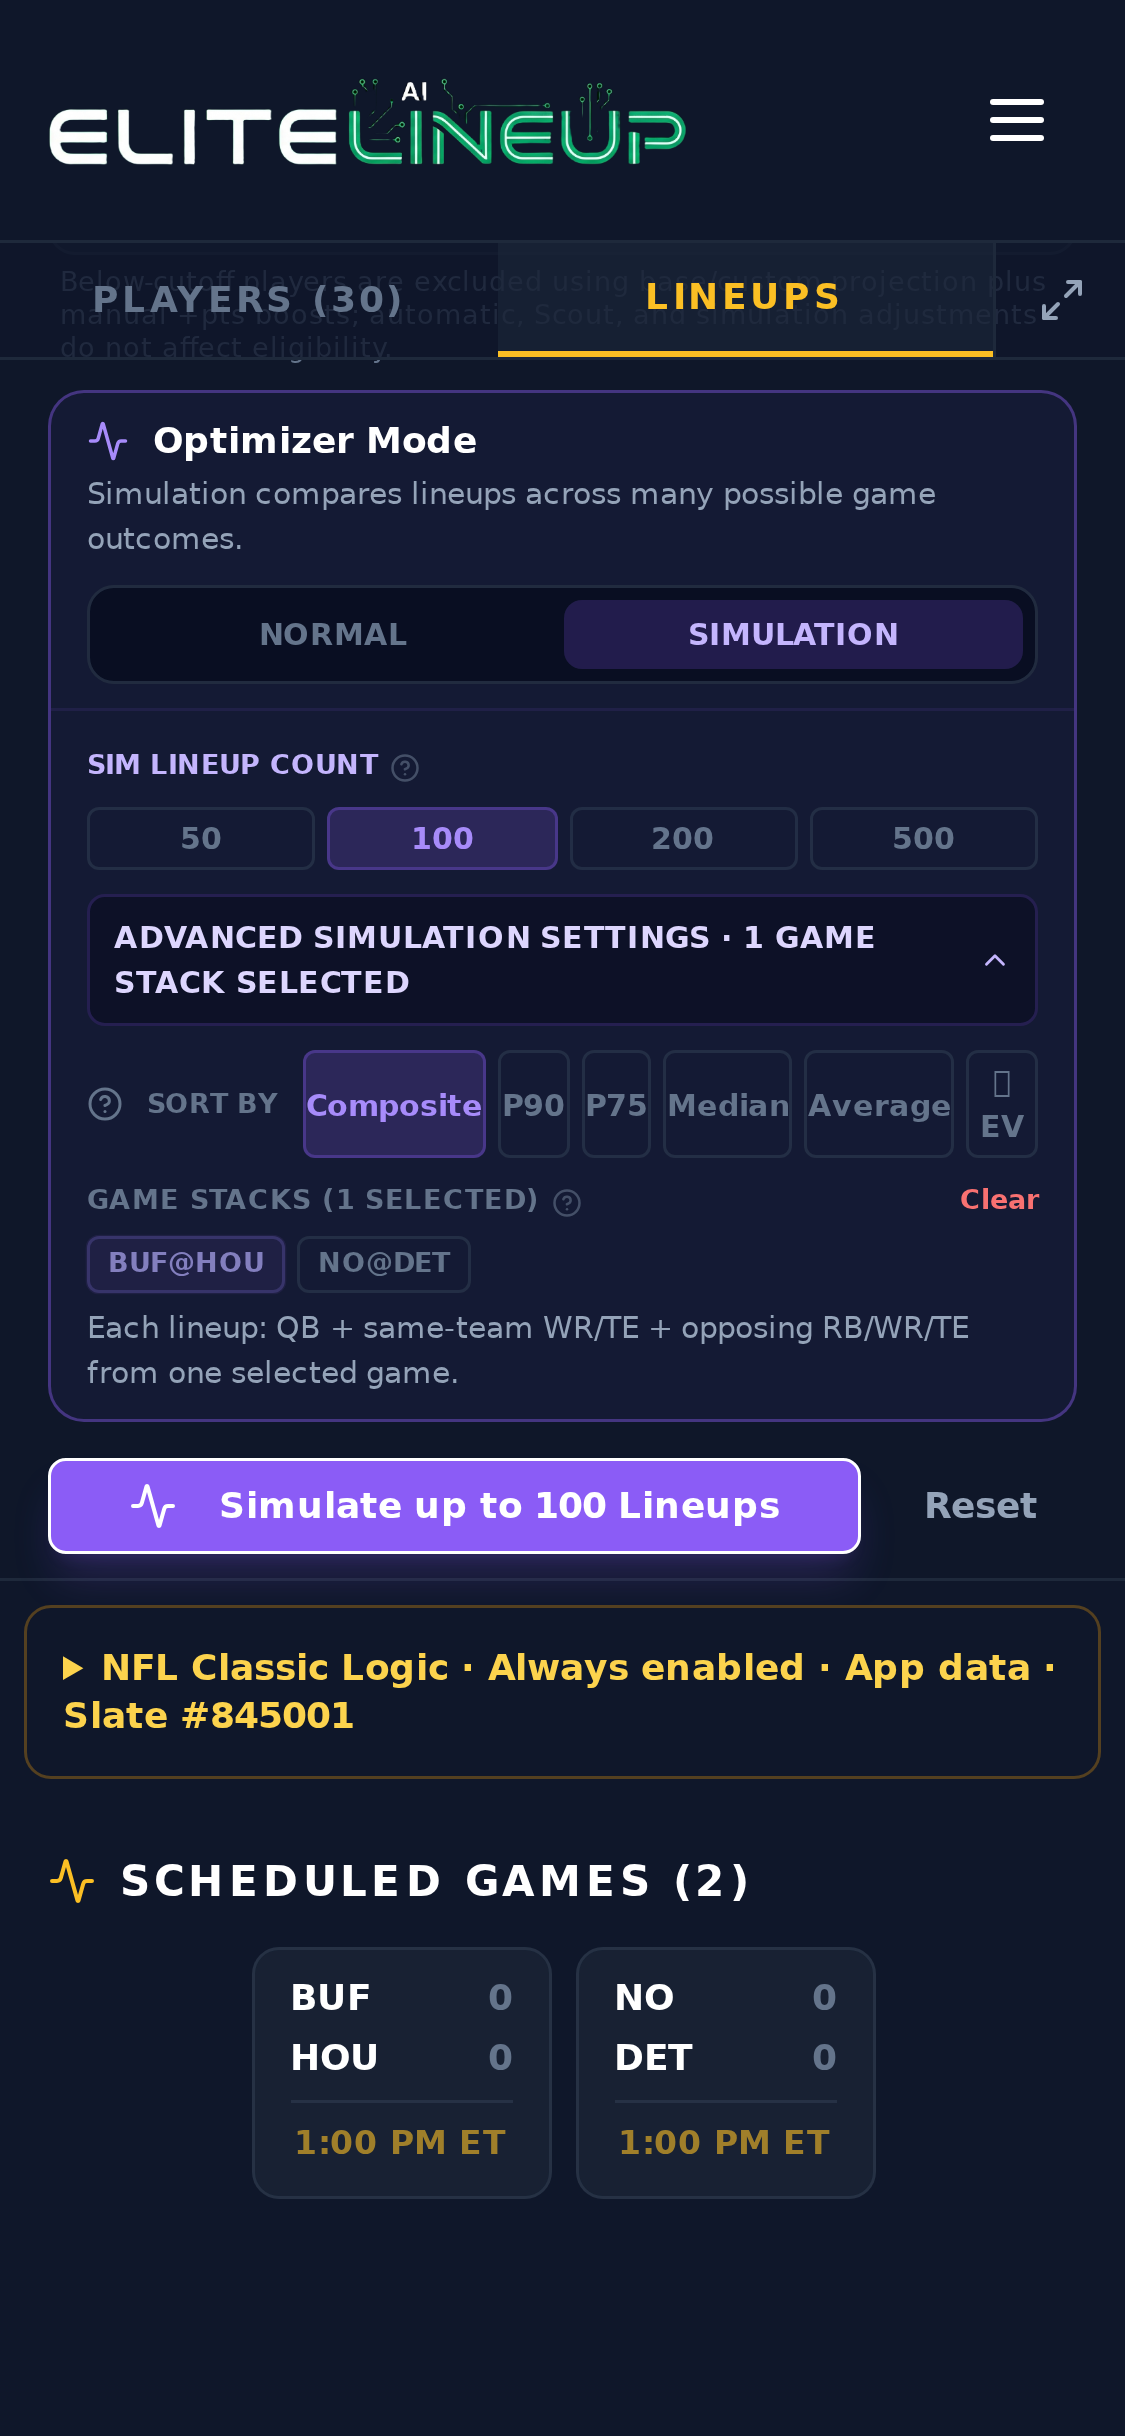 AI
ELITELINEUP
Below-cutoff players are excluded using base/custom projection plus
manual +pts boosts; automatic, Scout, and simulation adjustments
do not affect eligibility.
PLAYERS (30)
LINEUPS
Optimizer Mode
Simulation compares lineups across many possible game
outcomes.
NORMAL
SIMULATION
SIM LINEUP COUNT ?
50
100
200
500
ADVANCED SIMULATION SETTINGS · 1 GAME
STACK SELECTED
? SORT BY
Composite
P90
P75
Median
Average
EV
GAME STACKS (1 SELECTED) ?
Clear
BUF@HOU
NO@DET
Each lineup: QB + same-team WR/TE + opposing RB/WR/TE
from one selected game.
Simulate up to 100 Lineups
Reset
▶ NFL Classic Logic · Always enabled · App data ·
Slate #845001
SCHEDULED GAMES (2)
BUF 0
HOU 0
1:00 PM ET
NO 0
DET 0
1:00 PM ET